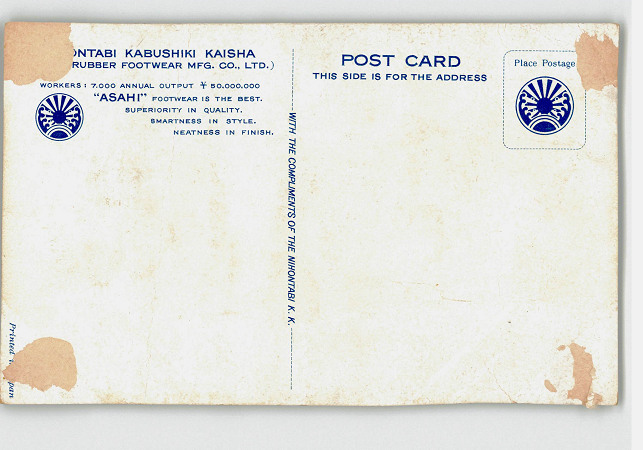 ONTABI KABUSHIKI KAISHA
RUBBER FOOTWEAR MFG. CO., LTD.)
WORKERS: 7.000 ANNUAL OUTPUT ¥ 50.000.000
"ASAHI" FOOTWEAR IS THE BEST.
SUPERIORITY IN QUALITY.
SMARTNESS IN STYLE.
NEATNESS IN FINISH.
WITH THE COMPLIMENTS OF THE NIHONTABI K. K.
POST CARD
THIS SIDE IS FOR THE ADDRESS
Place Postage
Printed